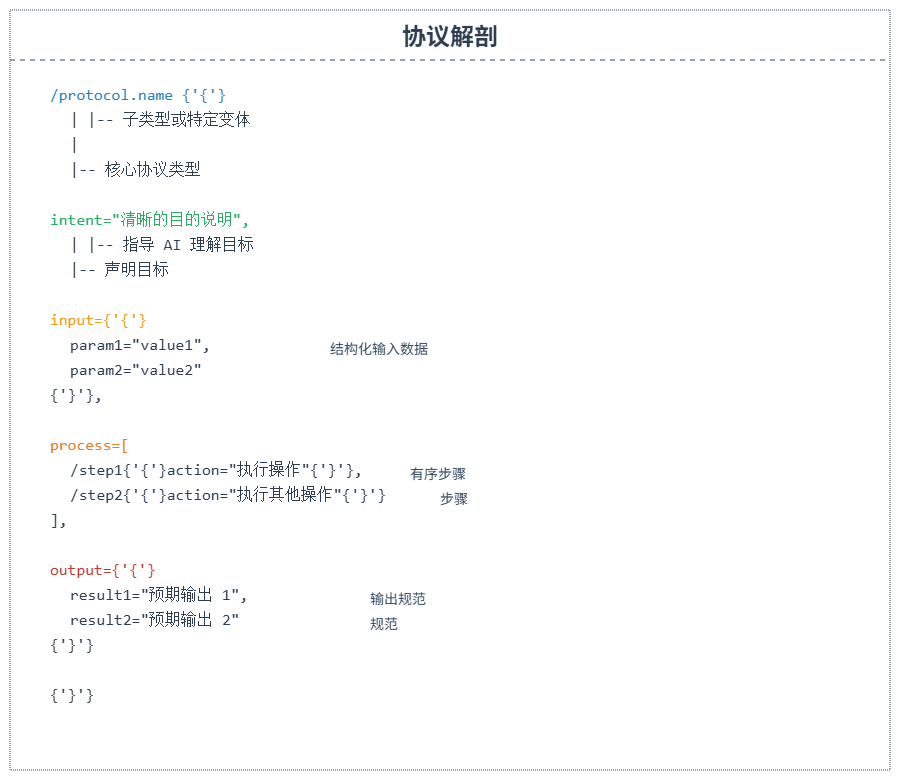 协议解剖
/protocol.name {'{'}
| |-- 子类型或特定变体
|
|-- 核心协议类型
intent="清晰的目的说明",
| |-- 指导 AI 理解目标
|-- 声明目标
input={'{'}
param1="value1", 结构化输入数据
param2="value2"
{'}'},
process=[
/step1{'{'}action="执行操作"{'}'}, 有序步骤
/step2{'{'}action="执行其他操作"{'}'} 步骤
],
output={'{'}
result1="预期输出 1", 输出规范
result2="预期输出 2" 规范
{'}'}
{'}'}